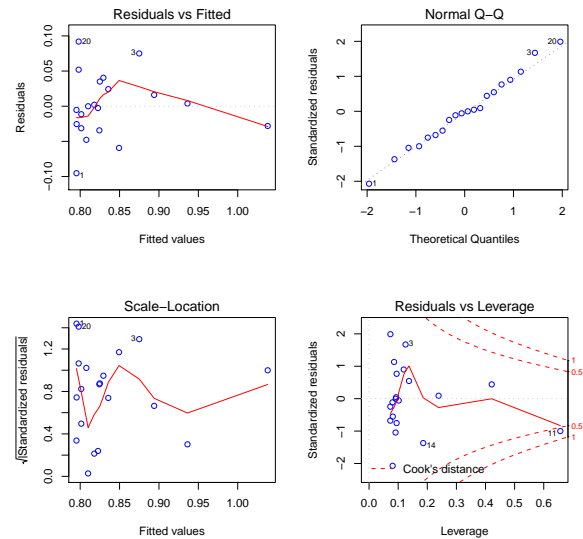 Residuals vs Fitted
Residuals
-0.10
0.00
0.05
0.10
20
3
1
0.80 0.85 0.90 0.95 1.00
Fitted values
Normal Q−Q
Standardized residuals
-2 -1 0 1 2
20
3
1
-2 -1 0 1 2
Theoretical Quantiles
Scale−Location
√|Standardized residuals|
0.0 0.4 0.8 1.2
1
20
3
0.80 0.85 0.90 0.95 1.00
Fitted values
Residuals vs Leverage
Standardized residuals
-2 -1 0 1 2
3
14
11
1
0.5
0.5
1
Cook's distance
0.0 0.1 0.2 0.3 0.4 0.5 0.6
Leverage